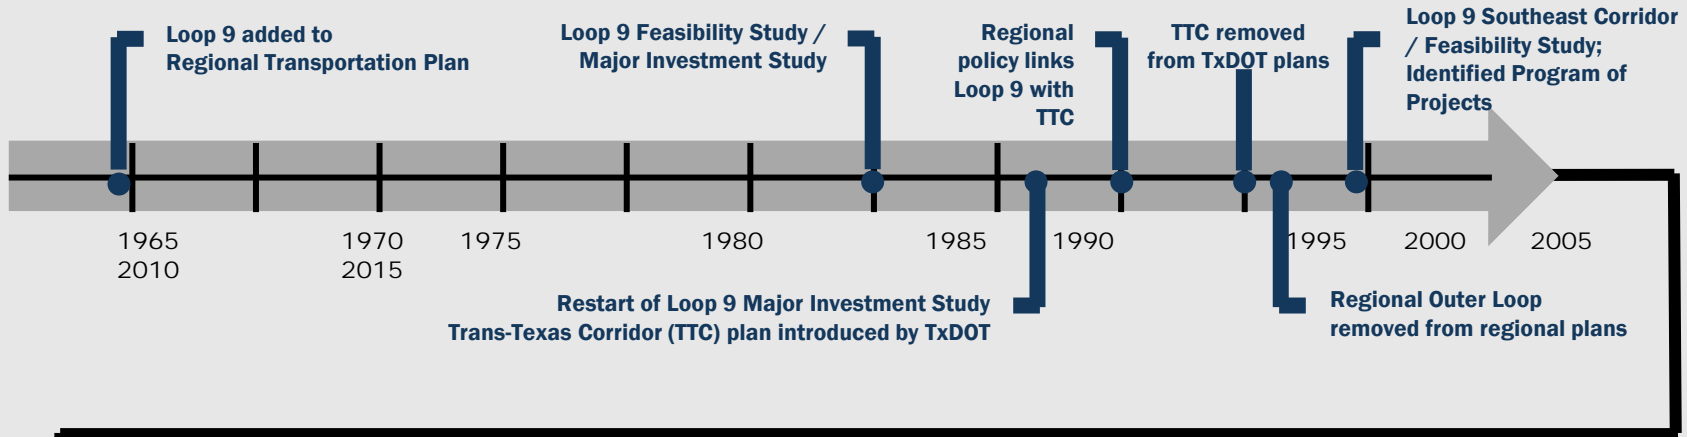 Loop 9 added to
Regional Transportation Plan
Loop 9 Feasibility Study /
Major Investment Study
Regional
policy links
Loop 9 with
TTC
TTC removed
from TxDOT plans
Loop 9 Southeast Corridor
/ Feasibility Study;
Identified Program of
Projects
1965 1970 1975 1980 1985 1990 1995 2000 2005
2010 2015
Restart of Loop 9 Major Investment Study
Trans-Texas Corridor (TTC) plan introduced by TxDOT
Regional Outer Loop
removed from regional plans